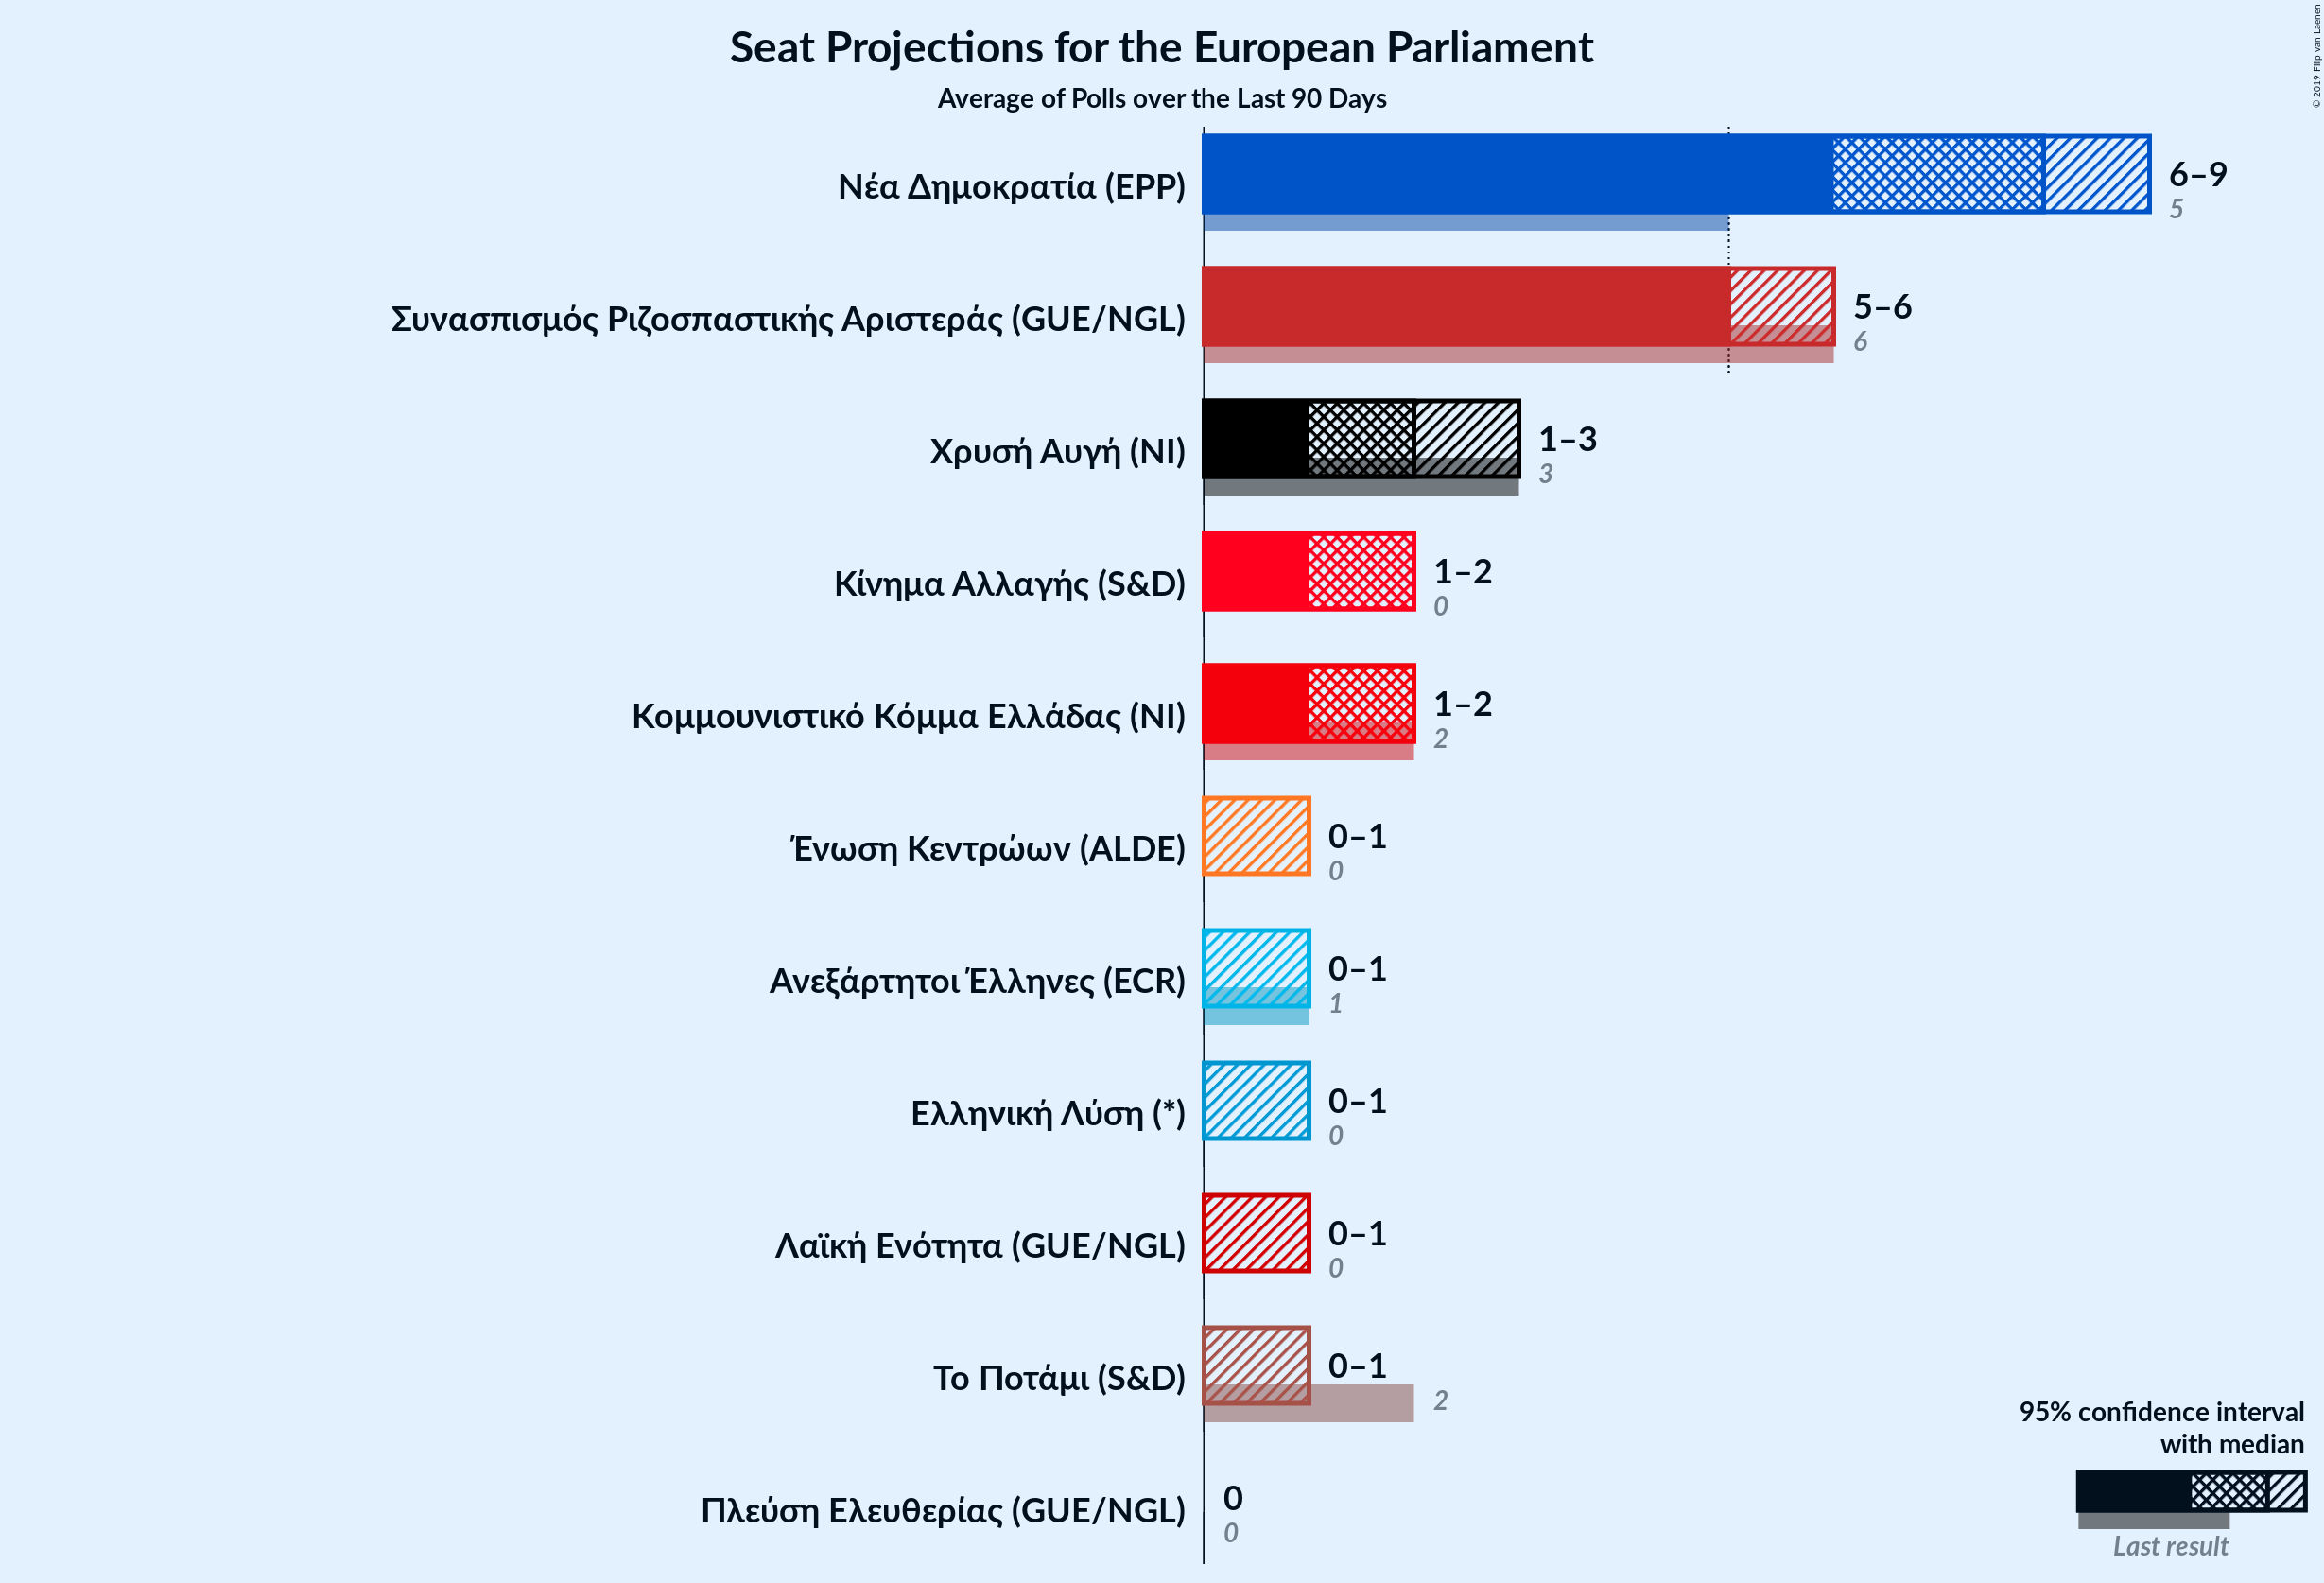 Seat Projections for the European Parliament
Average of Polls over the Last 90 Days
© 2019 Filip van Laenen
Νέα Δημοκρατία (EPP)
6–9
5
Συνασπισμός Ριζοσπαστικής Αριστεράς (GUE/NGL)
5–6
6
Χρυσή Αυγή (NI)
1–3
3
Κίνημα Αλλαγής (S&D)
1–2
0
Κομμουνιστικό Κόμμα Ελλάδας (NI)
1–2
2
Ένωση Κεντρώων (ALDE)
0–1
0
Ανεξάρτητοι Έλληνες (ECR)
0–1
1
Ελληνική Λύση (*)
0–1
0
Λαϊκή Ενότητα (GUE/NGL)
0–1
0
Το Ποτάμι (S&D)
0–1
2
Πλεύση Ελευθερίας (GUE/NGL)
0
0
95% confidence interval
with median
Last result